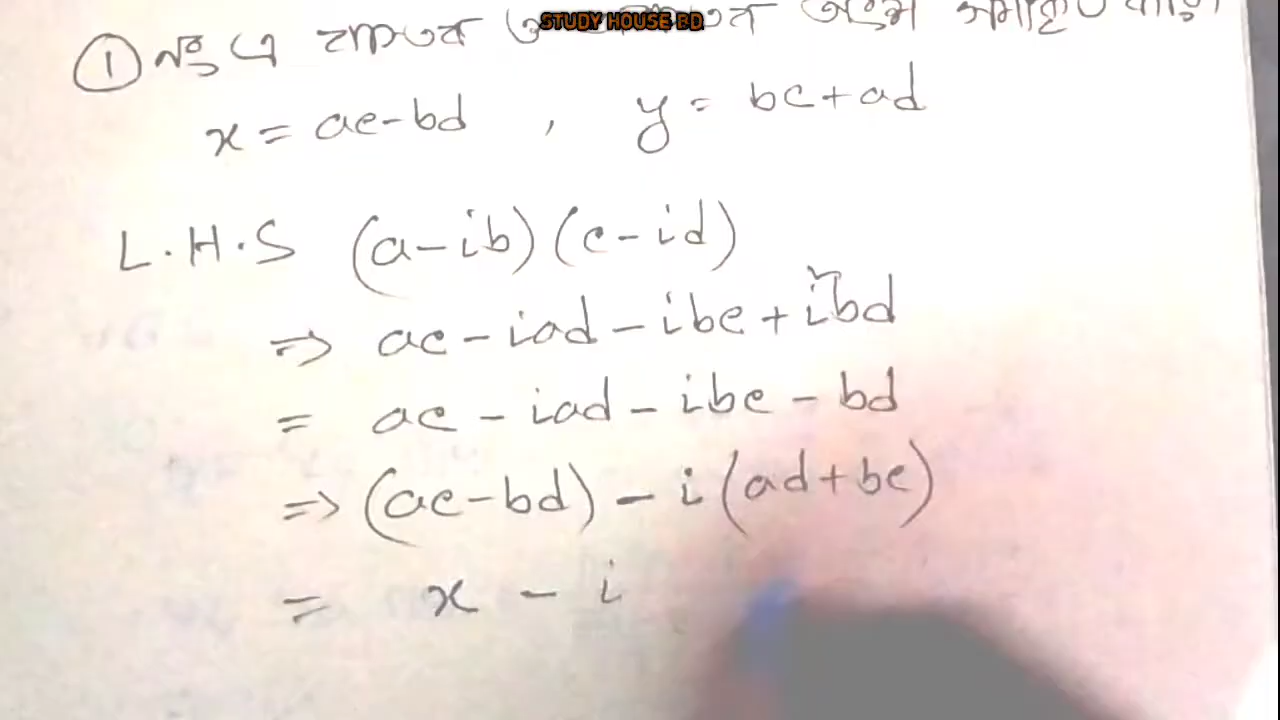 STUDY HOUSE BD
① নং এ বাস্তব
x = ac-bd , y = bc+ad
L.H.S (a-ib)(c-id)
⇒ ac - iad - ibc + i²bd
= ac - iad - ibc - bd
⇒ (ac-bd) - i(ad+bc)
= x - i